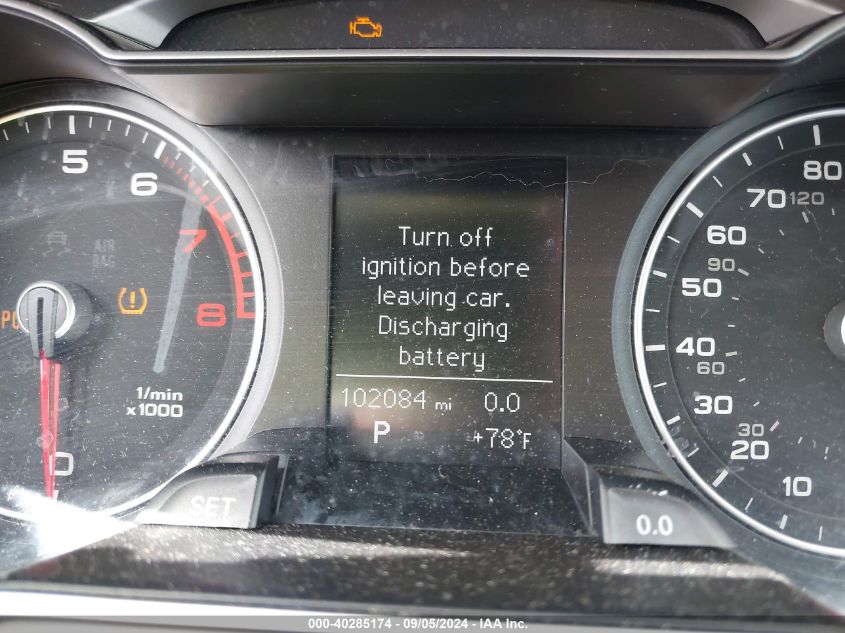 5
6
7
8
AIR
BAG
1/min
x1000
0
SET
Turn off
ignition before
leaving car.
Discharging
battery
102084 mi 0.0
P +78°F
80
70 120
60
90
50
40
60
30
30
20
10
0.0
000-40285174 - 09/05/2024 - IAA Inc.